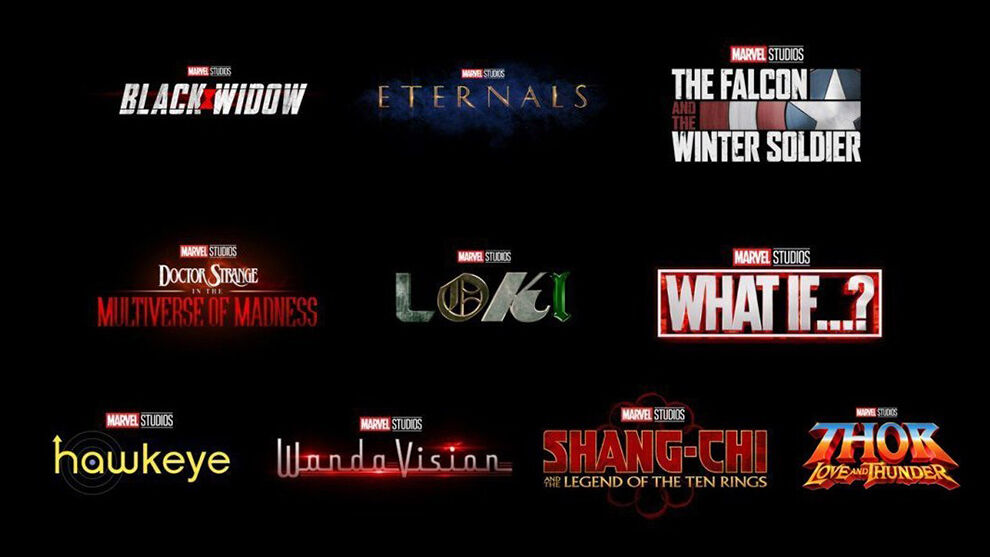 MARVEL STUDIOS
BLACK WIDOW
MARVEL STUDIOS
ETERNALS
MARVEL STUDIOS
THE FALCON
AND
THE
WINTER SOLDIER
MARVEL STUDIOS
DOCTOR STRANGE
IN THE
MULTIVERSE OF MADNESS
MARVEL STUDIOS
LOKI
MARVEL STUDIOS
WHAT IF...?
MARVEL STUDIOS
hawkeye
MARVEL STUDIOS
WandaVision
MARVEL STUDIOS
SHANG-CHI
AND THE LEGEND OF THE TEN RINGS
MARVEL STUDIOS
THOR
LOVE AND THUNDER